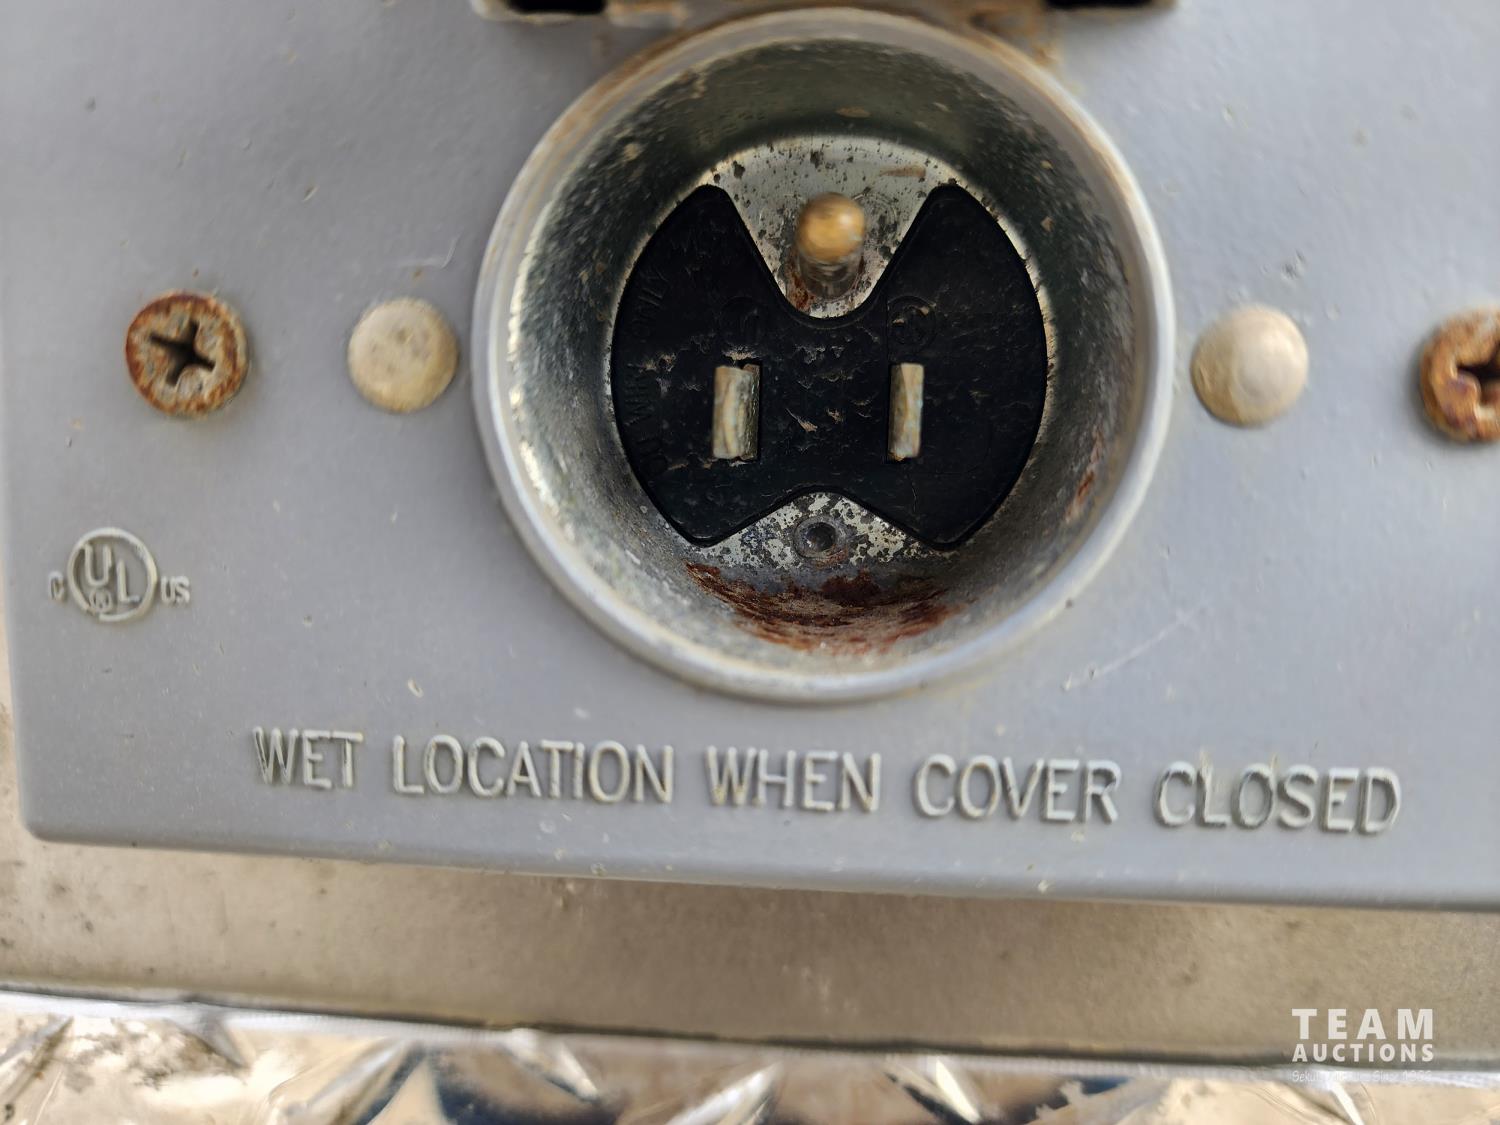 C UL US
WET LOCATION WHEN COVER CLOSED
TEAM
AUCTIONS